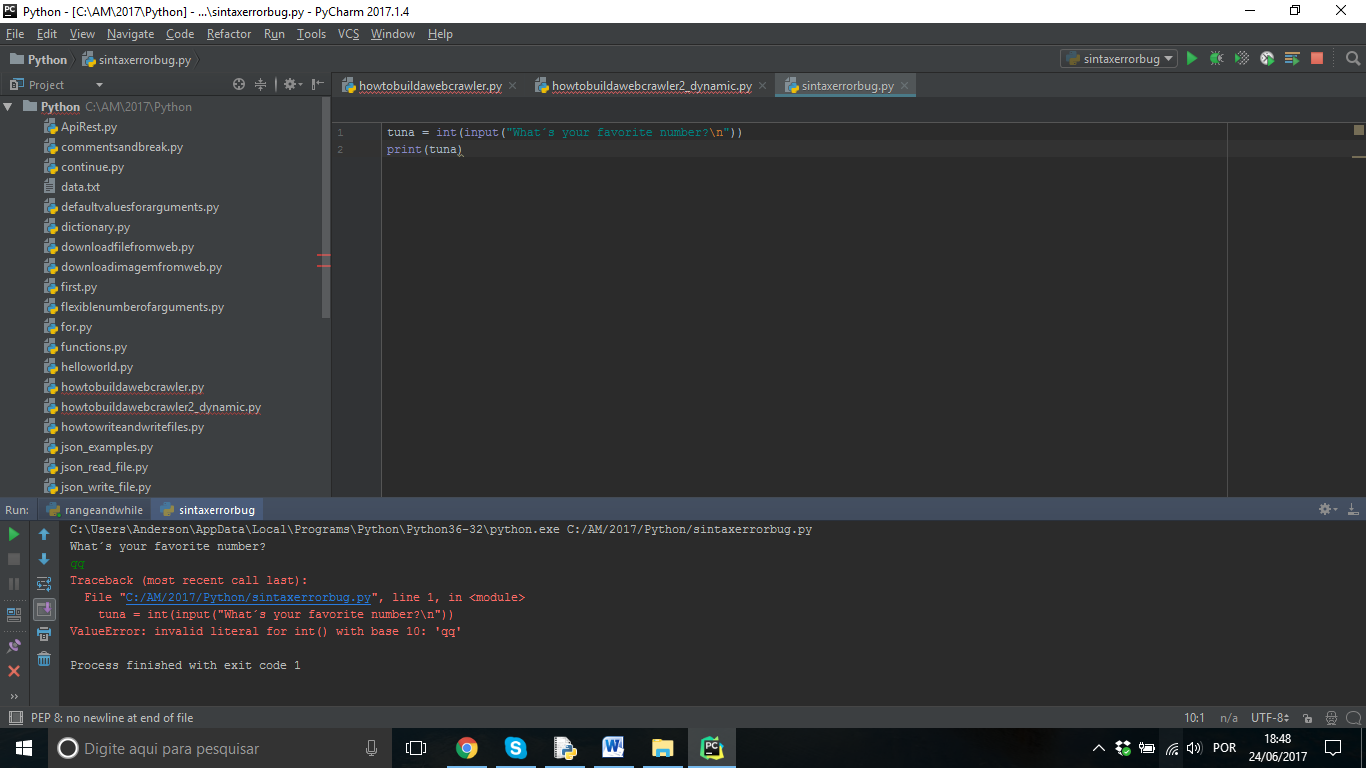 Python - [C:\AM\2017\Python] - ...\sintaxerrorbug.py - PyCharm 2017.1.4
File Edit View Navigate Code Refactor Run Tools VCS Window Help
Python sintaxerrorbug.py sintaxerrorbug
Project howtobuildawebcrawler.py howtobuildawebcrawler2_dynamic.py sintaxerrorbug.py
Python C:\AM\2017\Python
ApiRest.py
commentsandbreak.py
continue.py
data.txt
defaultvaluesforarguments.py
dictionary.py
downloadfilefromweb.py
downloadimagemfromweb.py
first.py
flexiblenumberofarguments.py
for.py
functions.py
helloworld.py
howtobuildawebcrawler.py
howtobuildawebcrawler2_dynamic.py
howtowriteandwritefiles.py
json_examples.py
json_read_file.py
json_write_file.py
1 tuna = int(input("What´s your favorite number?\n"))
2 print(tuna)
Run: rangeandwhile sintaxerrorbug
C:\Users\Anderson\AppData\Local\Programs\Python\Python36-32\python.exe C:/AM/2017/Python/sintaxerrorbug.py
What´s your favorite number?
qq
Traceback (most recent call last):
File "C:/AM/2017/Python/sintaxerrorbug.py", line 1, in <module>
tuna = int(input("What´s your favorite number?\n"))
ValueError: invalid literal for int() with base 10: 'qq'
Process finished with exit code 1
PEP 8: no newline at end of file 10:1 n/a UTF-8
Digite aqui para pesquisar POR 18:48
24/06/2017